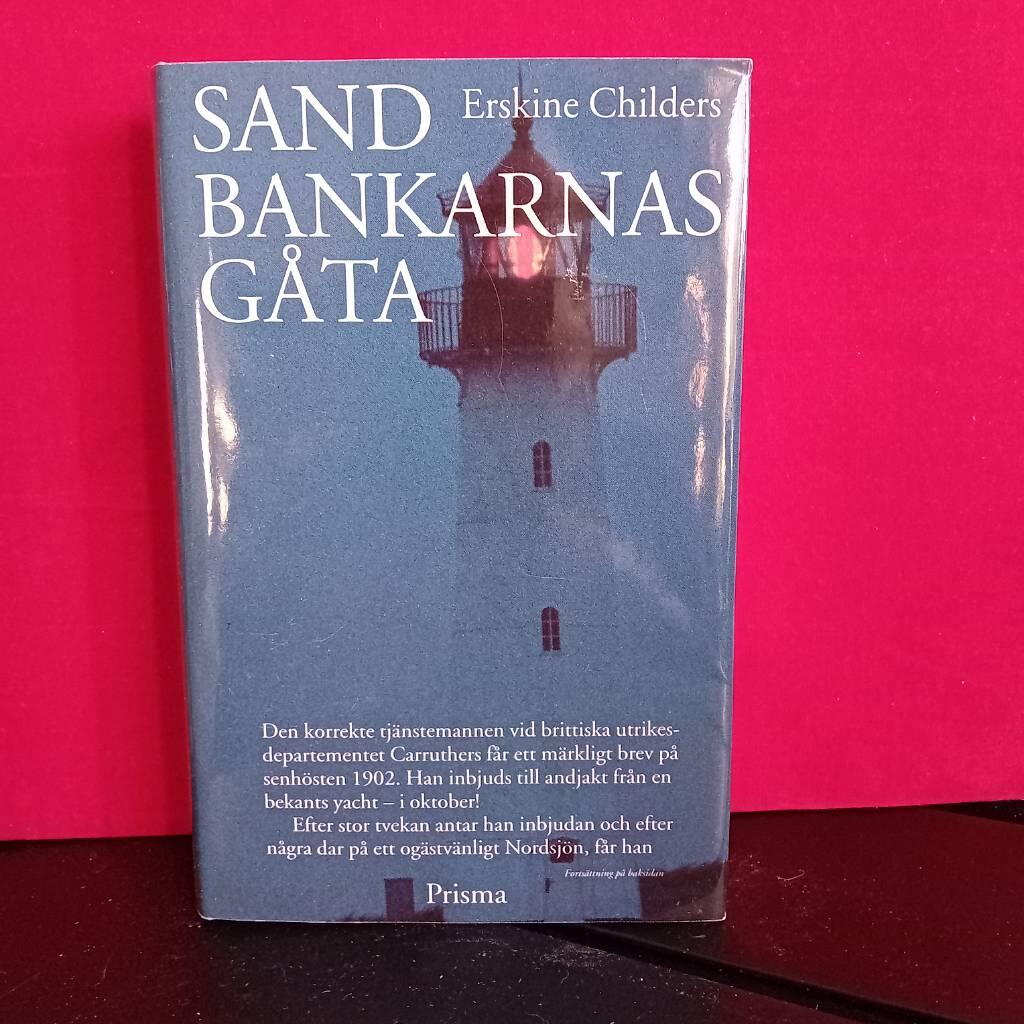 SAND
Erskine Childers
BANKARNAS
GÅTA
Den korrekte tjänstemannen vid brittiska utrikes-
departementet Carruthers får ett märkligt brev på
senhösten 1902. Han inbjuds till andjakt från en
bekants yacht – i oktober!
Efter stor tvekan antar han inbjudan och efter
några dar på ett ogästvänligt Nordsjön, får han
Fortsättning på baksidan
Prisma